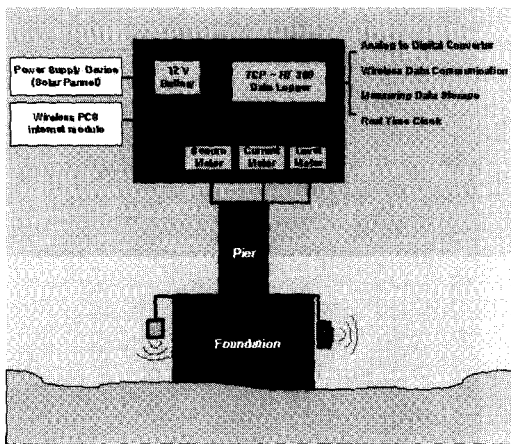 Power Supply Device
(Solar Pannel)
Wireless PCS
Internet module
12 V
Battery
TCP - RF 300
Data Logger
Analog to Digital Converter
Wireless Data Communication
Measuring Data Storage
Real Time Clock
Scours
Meter
Current
Meter
Level
Meter
Pier
Foundation